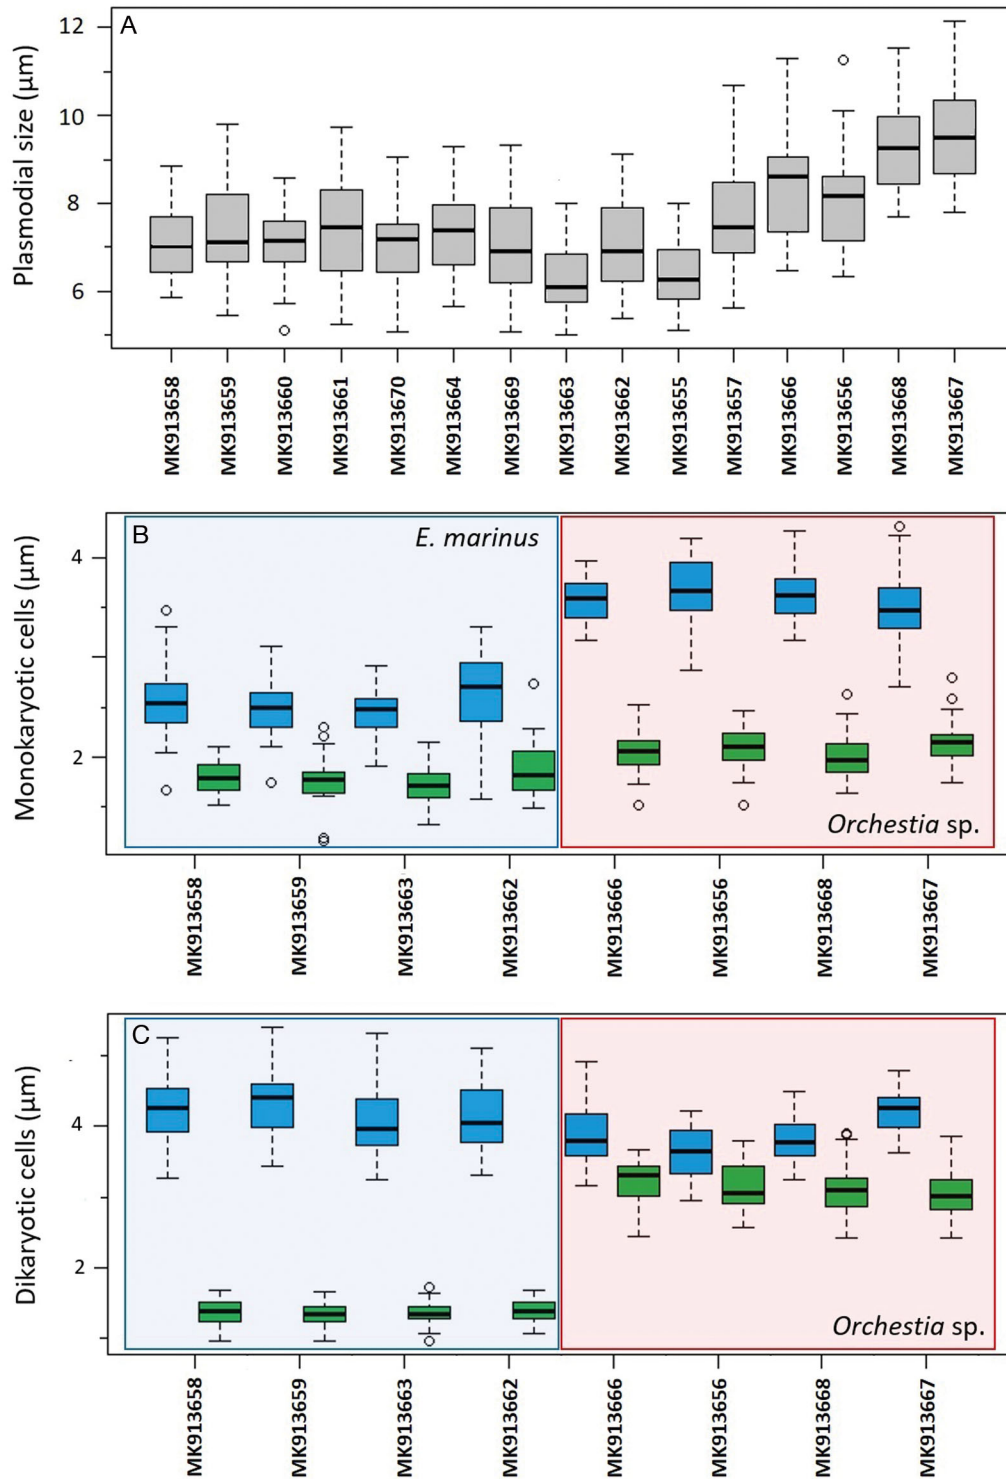 A
Plasmodial size (μm)
12
10
8
6
MK913658
MK913659
MK913660
MK913661
MK913670
MK913664
MK913669
MK913663
MK913662
MK913655
MK913657
MK913666
MK913656
MK913668
MK913667
B
E. marinus
Monokaryotic cells (μm)
4
2
Orchestia sp.
MK913658
MK913659
MK913663
MK913662
MK913666
MK913656
MK913668
MK913667
C
Dikaryotic cells (μm)
4
2
Orchestia sp.
MK913658
MK913659
MK913663
MK913662
MK913666
MK913656
MK913668
MK913667